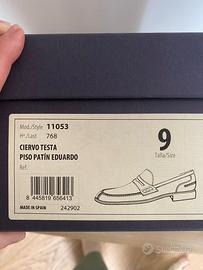 Mod./Style 11053
Hª/Last 768
CIERVO TESTA
PISO PATÍN EDUARDO
Ref.
9
Talla/Size
8 445819 656413
MADE IN SPAIN
242902
subito